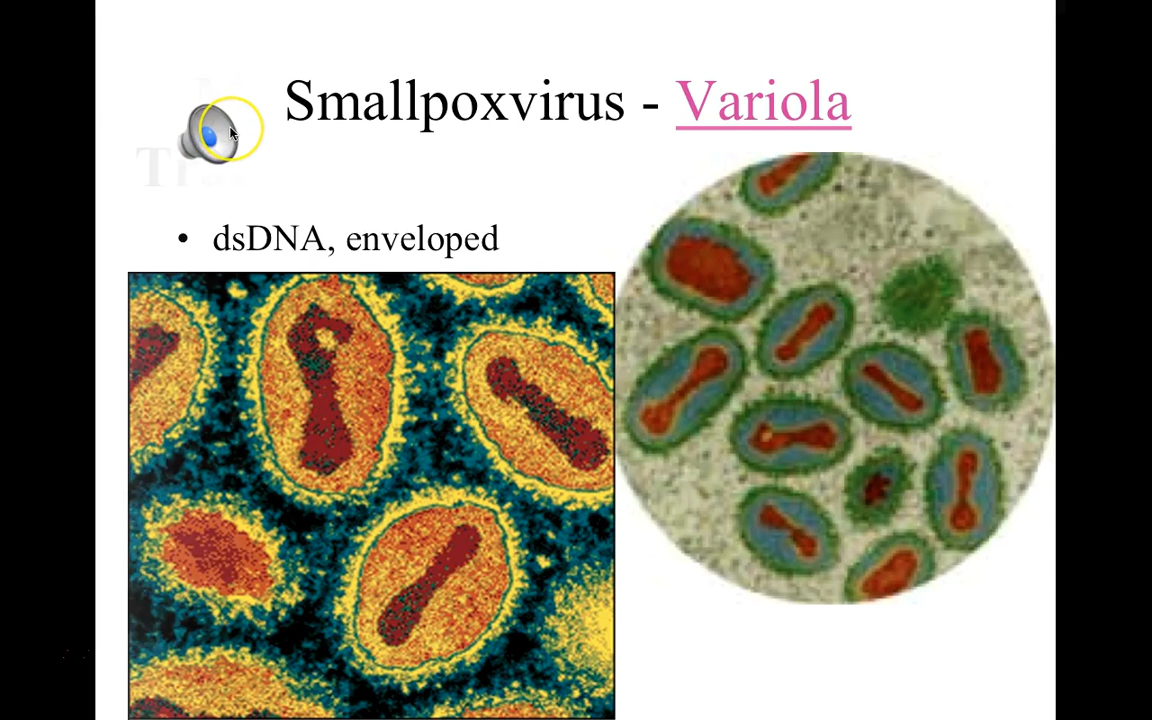 Smallpoxvirus - Variola
• dsDNA, enveloped